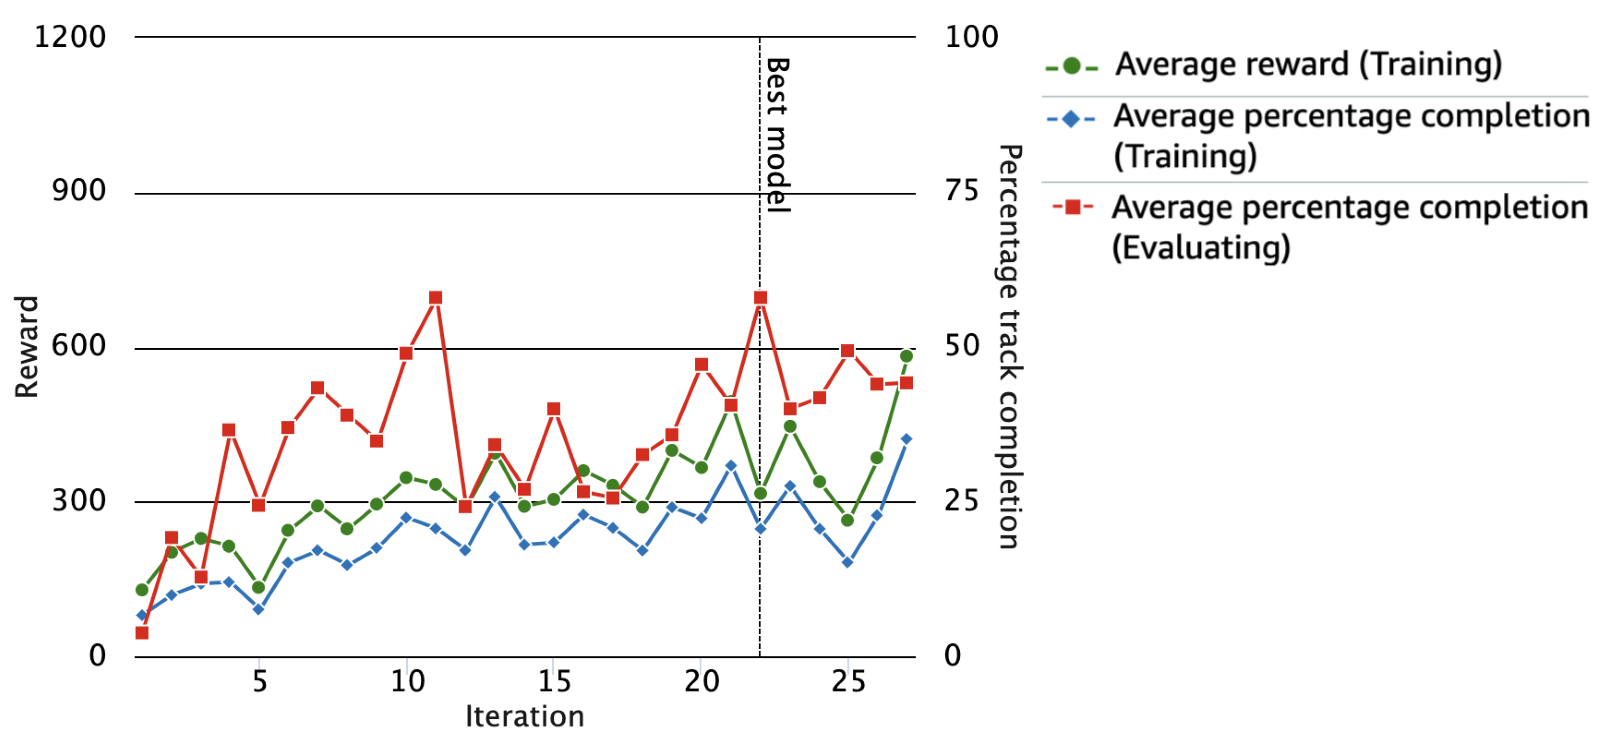 1200
900
600
300
0
Reward
5
10
15
20
25
Iteration
Best model
100
75
50
25
0
Percentage track completion
Average reward (Training)
Average percentage completion
(Training)
Average percentage completion
(Evaluating)